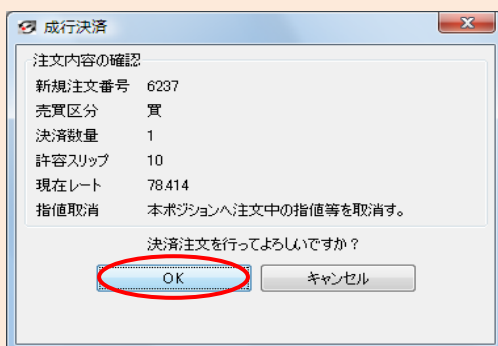 成行決済
注文内容の確認
新規注文番号 6237
売買区分 買
決済数量 1
許容スリップ 10
現在レート 78.414
指値取消 本ポジションへ注文中の指値等を取消す。
決済注文を行ってよろしいですか？
OK キャンセル